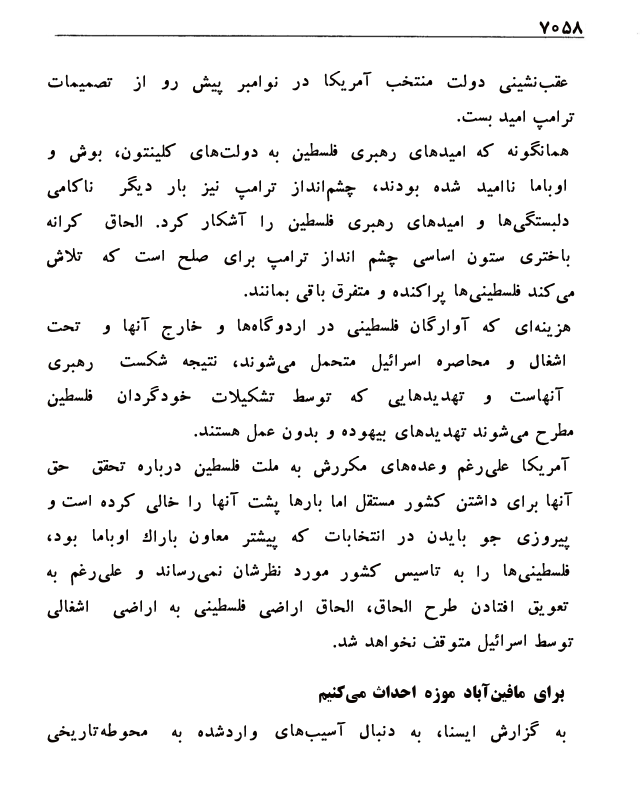 ۷۰۵۸
عقب‌نشینی دولت منتخب آمریکا در نوامبر پیش رو از تصمیمات
ترامپ امید بست.
همانگونه که امیدهای رهبری فلسطین به دولت‌های کلینتون، بوش و
اوباما ناامید شده بودند، چشم‌انداز ترامپ نیز بار دیگر ناکامی
دلبستگی‌ها و امیدهای رهبری فلسطین را آشکار کرد. الحاق کرانه
باختری ستون اساسی چشم انداز ترامپ برای صلح است که تلاش
می‌کند فلسطینی‌ها پراکنده و متفرق باقی بمانند.
هزینه‌ای که آوارگان فلسطینی در اردوگاه‌ها و خارج آنها و تحت
اشغال و محاصره اسرائیل متحمل می‌شوند، نتیجه شکست رهبری
آنهاست و تهدیدهایی که توسط تشکیلات خودگردان فلسطین
مطرح می‌شوند تهدیدهای بیهوده و بدون عمل هستند.
آمریکا علی‌رغم وعده‌های مکررش به ملت فلسطین درباره تحقق حق
آنها برای داشتن کشور مستقل اما بارها پشت آنها را خالی کرده است و
پیروزی جو بایدن در انتخابات که پیشتر معاون باراك اوباما بود،
فلسطینی‌ها را به تاسیس کشور مورد نظرشان نمی‌رساند و علی‌رغم به
تعویق افتادن طرح الحاق، الحاق اراضی فلسطینی به اراضی اشغالی
توسط اسرائیل متوقف نخواهد شد.
برای مافین‌آباد موزه احداث می‌کنیم
به گزارش ایسنا، به دنبال آسیب‌های واردشده به محوطه‌تاریخی